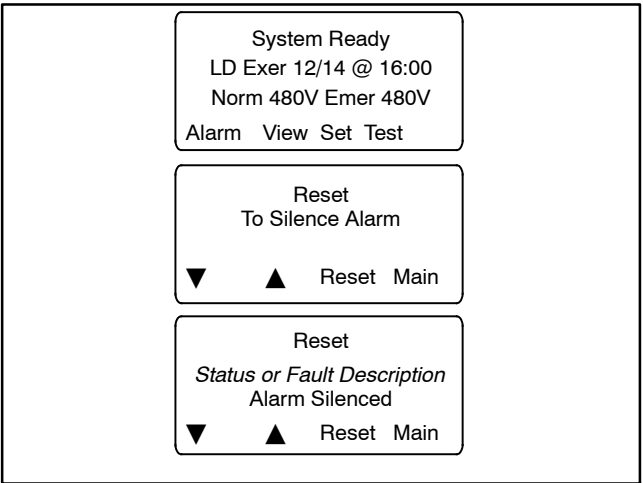 System Ready
LD Exer 12/14 @ 16:00
Norm 480V Emer 480V
Alarm View Set Test
Reset
To Silence Alarm
▼ ▲ Reset Main
Reset
Status or Fault Description
Alarm Silenced
▼ ▲ Reset Main